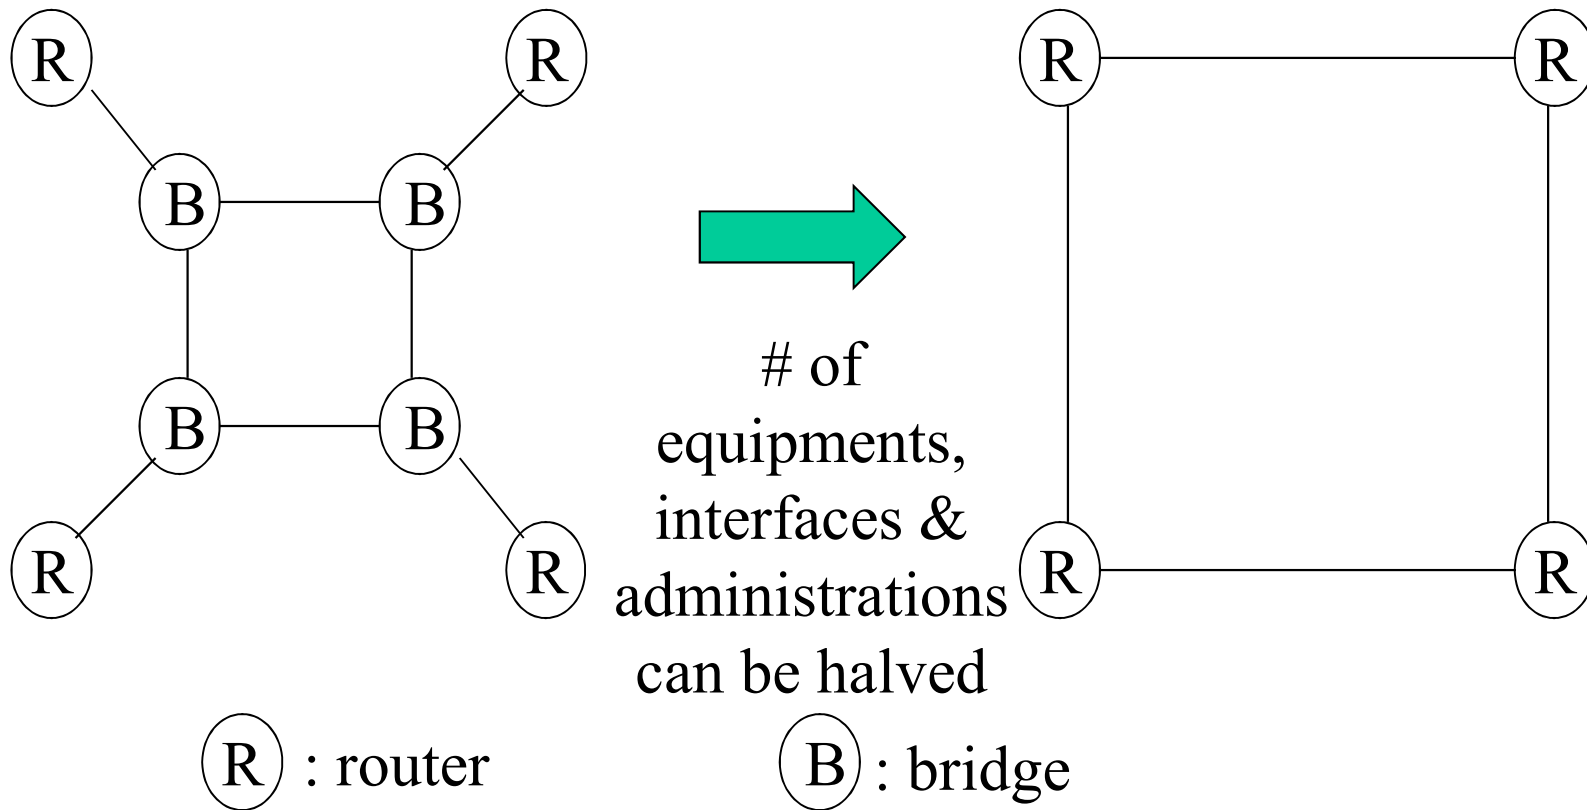 R
R
R
R
B
B
B
B
R
R
R
R
# of
equipments,
interfaces &
administrations
can be halved
R : router
B : bridge